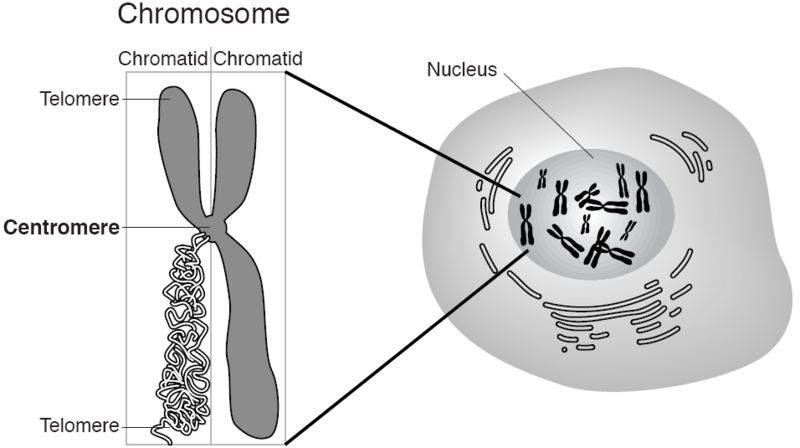 Chromosome
Chromatid Chromatid
Nucleus
Telomere
Centromere
Telomere